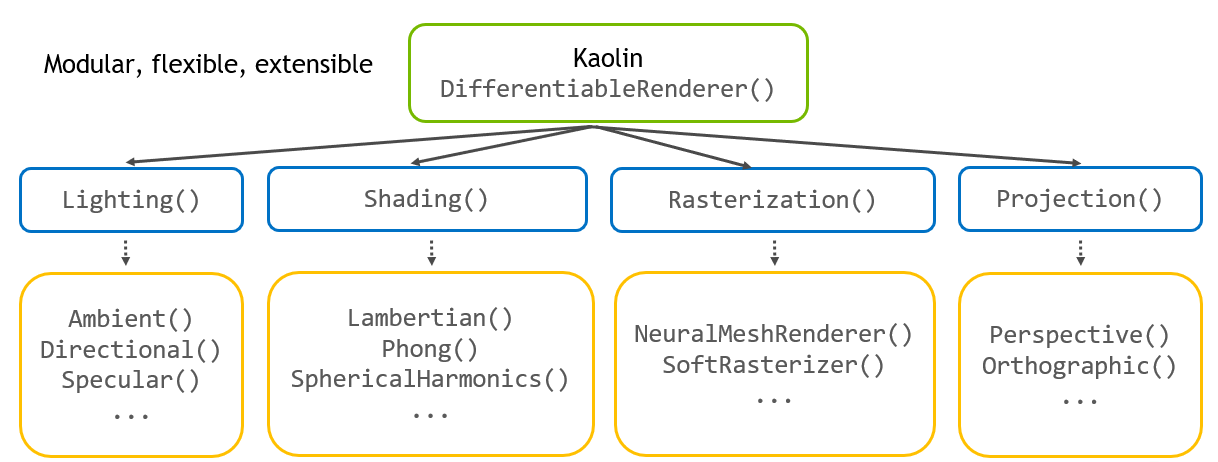 Modular, flexible, extensible
Kaolin
DifferentiableRenderer()
Lighting()
Shading()
Rasterization()
Projection()
Ambient()
Directional()
Specular()
...
Lambertian()
Phong()
SphericalHarmonics()
...
NeuralMeshRenderer()
SoftRasterizer()
...
Perspective()
Orthographic()
...